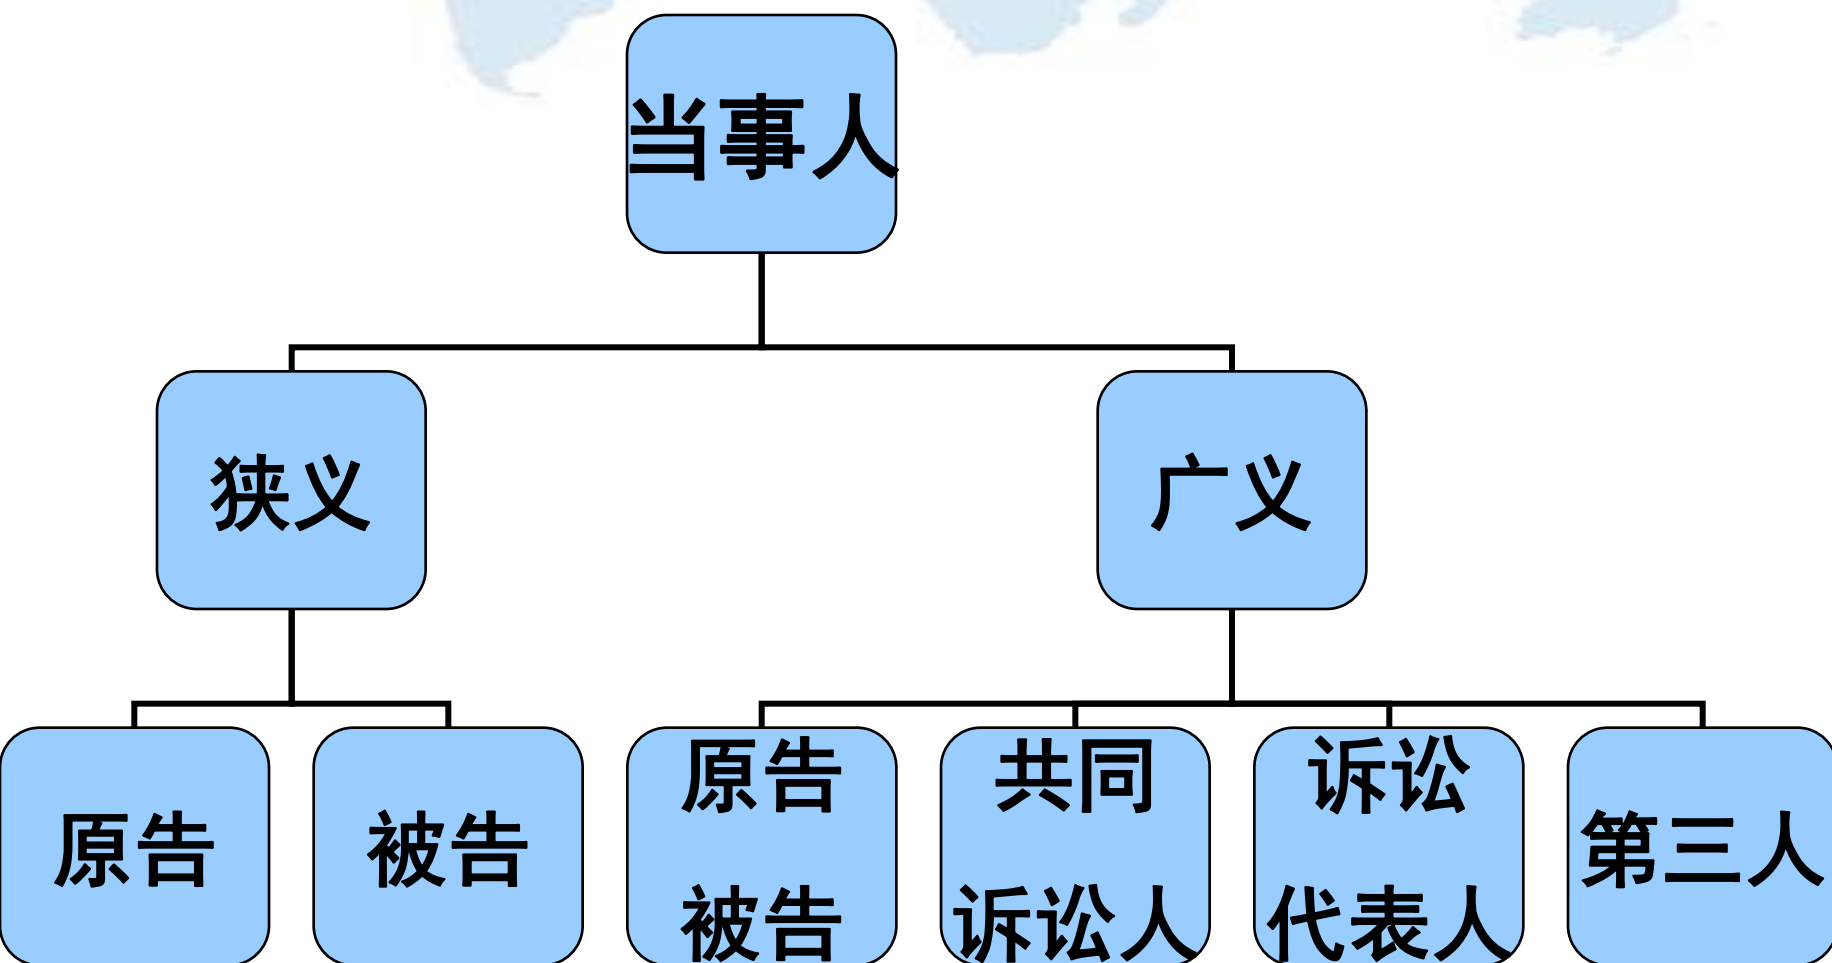 当事人
狭义
广义
原告
被告
原告
被告
共同
诉讼人
诉讼
代表人
第三人